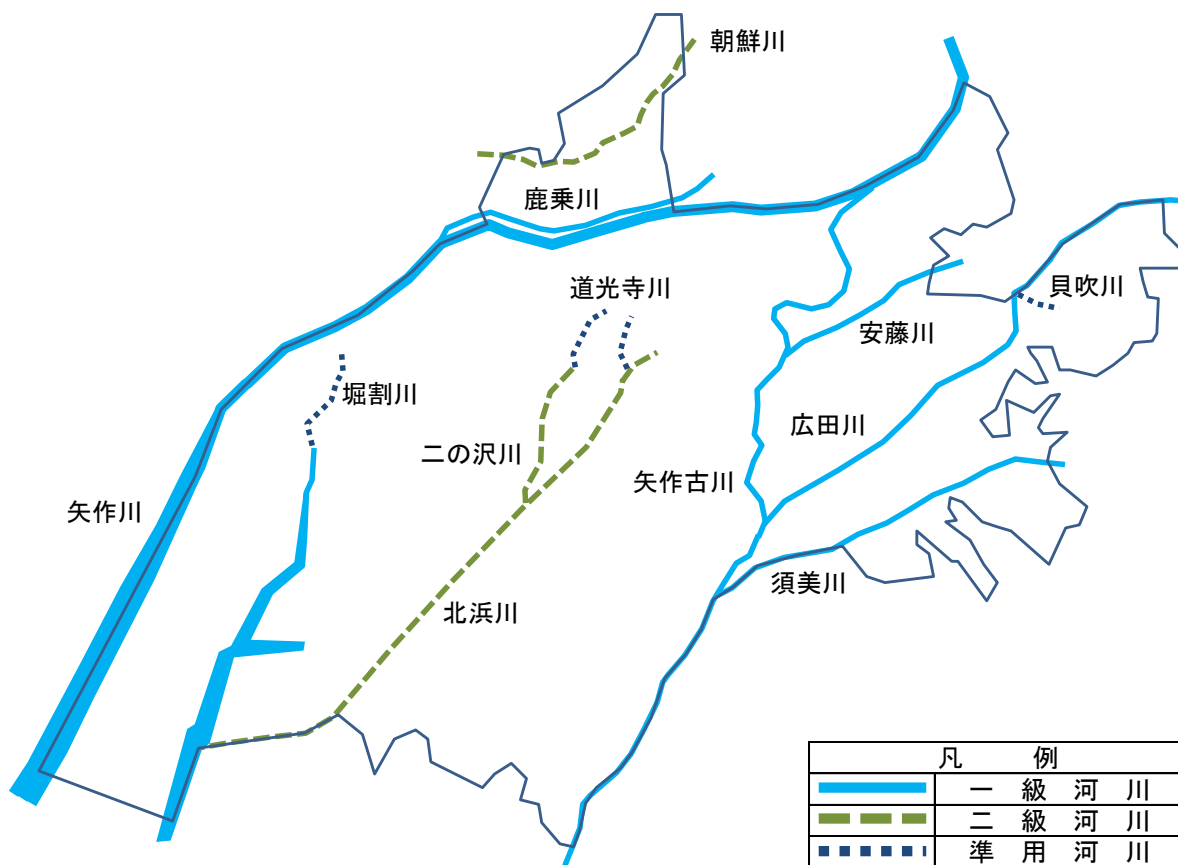 朝鮮川
鹿乗川
道光寺川
貝吹川
安藤川
堀割川
広田川
二の沢川
矢作古川
矢作川
須美川
北浜川
凡 例
一 級 河 川
二 級 河 川
準 用 河 川